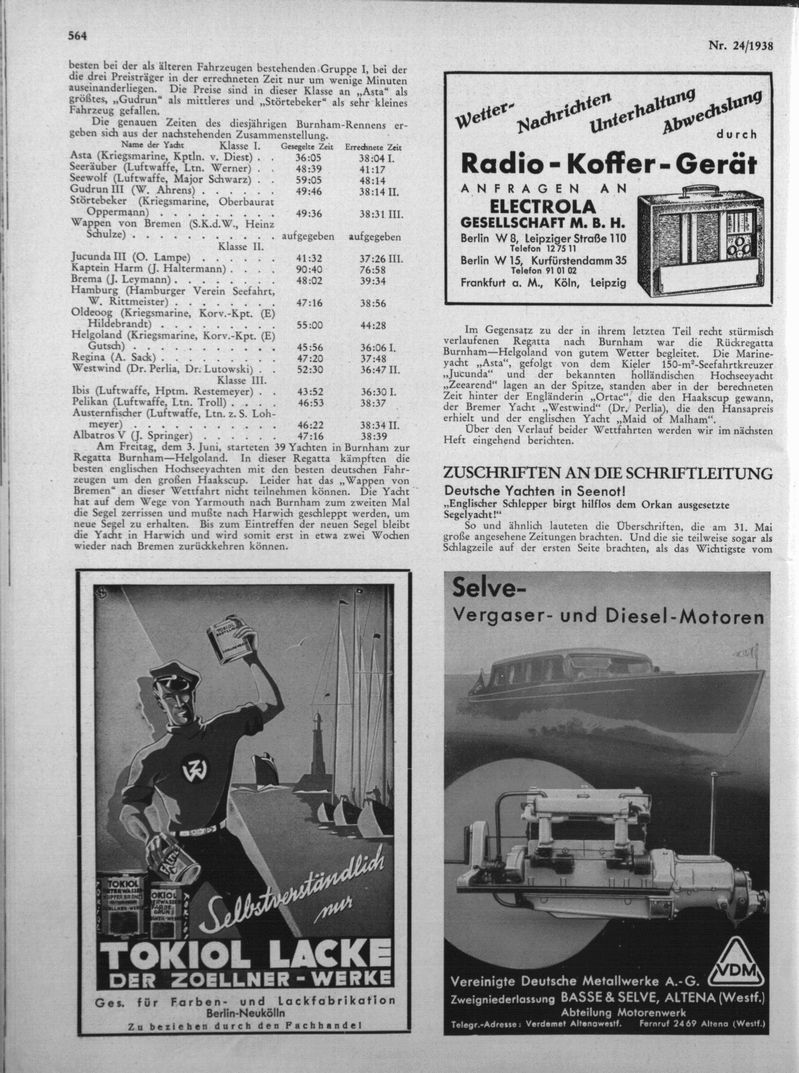 564
Nr. 24/1938
besten bei der als älteren Fahrzeugen bestehenden Gruppe I, bei der
die drei Preisträger in der errechneten Zeit nur um wenige Minuten
auseinanderliegen. Die Preise sind in dieser Klasse an „Asta" als
größtes, „Gudrun" als mittleres und „Störtebeker" als sehr kleines
Fahrzeug gefallen.
Die genauen Zeiten des diesjährigen Burnham-Rennens er-
geben sich aus der nachstehenden Zusammenstellung.
Name der Yacht Klasse I. Gesegelte Zeit Errechnete Zeit
Asta (Kriegsmarine, Kptln. v. Diest) . . 36:05 38:04 I.
Seeräuber (Luftwaffe, Ltn. Werner) . . 48:39 41:17
Seewolf (Luftwaffe, Major Schwarz) . . 59:05 48:14
Gudrun III (W. Ahrens) . . . . . 49:46 38:14 II.
Störtebeker (Kriegsmarine, Oberbaurat
Oppermann) . . . . . . . . 49:36 38:31 III.
Wappen von Bremen (S.K.d.W., Heinz
Schulze) . . . . . . . . . . aufgegeben aufgegeben
Klasse II.
Jucunda III (O. Lampe) . . . . . . 41:32 37:26 III.
Kaptein Harm (J. Haltermann) . . . . 90:40 76:58
Brema (J. Leymann) . . . . . . . 48:02 39:34
Hamburg (Hamburger Verein Seefahrt,
W. Rittmeister) . . . . . . . 47:16 38:56
Oldeoog (Kriegsmarine, Korv.-Kpt. (E)
Hildebrandt) . . . . . . . . 55:00 44:28
Helgoland (Kriegsmarine, Korv.-Kpt. (E)
Gutsch) . . . . . . . . . . 45:56 36:06 I.
Regina (A. Sack) . . . . . . . . 47:20 37:48
Westwind (Dr. Perlia, Dr. Lutowski) . . 52:30 36:47 II.
Klasse III.
Ibis (Luftwaffe, Hptm. Restemeyer) . . 43:52 36:30 I.
Pelikan (Luftwaffe, Ltn. Troll) . . . . 46:53 38:37
Austernfischer (Luftwaffe, Ltn. z. S. Loh-
meyer) . . . . . . . . . . 46:22 38:34 II.
Albatros V (J. Springer) . . . . . . 47:16 38:39
Am Freitag, dem 3. Juni, starteten 39 Yachten in Burnham zur
Regatta Burnham—Helgoland. In dieser Regatta kämpften die
besten englischen Hochseeyachten mit den besten deutschen Fahr-
zeugen um den großen Haakscup. Leider hat das „Wappen von
Bremen" an dieser Wettfahrt nicht teilnehmen können. Die Yacht
hat auf dem Wege von Yarmouth nach Burnham zum zweiten Mal
die Segel zerrissen und mußte nach Harwich geschleppt werden, um
neue Segel zu erhalten. Bis zum Eintreffen der neuen Segel bleibt
die Yacht in Harwich und wird somit erst in etwa zwei Wochen
wieder nach Bremen zurückkehren können.
Wetter-
Nachrichten
Unterhaltung
Abwechslung
durch
Radio-Koffer-Gerät
ANFRAGEN AN
ELECTROLA
GESELLSCHAFT M. B. H.
Berlin W 8, Leipziger Straße 110
Telefon 12 75 11
Berlin W 15, Kurfürstendamm 35
Telefon 91 01 02
Frankfurt a. M., Köln, Leipzig
Im Gegensatz zu der in ihrem letzten Teil recht stürmisch
verlaufenen Regatta nach Burnham war die Rückregatta
Burnham—Helgoland von gutem Wetter begleitet. Die Marine-
yacht „Asta", gefolgt von dem Kieler 150-m²-Seefahrtkreuzer
„Jucunda" und der bekannten holländischen Hochseeyacht
„Zeearend" lagen an der Spitze, standen aber in der berechneten
Zeit hinter der Engländerin „Ortac", die den Haakscup gewann,
der Bremer Yacht „Westwind" (Dr. Perlia), die den Hansapreis
erhielt und der englischen Yacht „Maid of Malham".
Über den Verlauf beider Wettfahrten werden wir im nächsten
Heft eingehend berichten.
ZUSCHRIFTEN AN DIE SCHRIFTLEITUNG
Deutsche Yachten in Seenot!
„Englischer Schlepper birgt hilflos dem Orkan ausgesetzte
Segelyacht!"
So und ähnlich lauteten die Überschriften, die am 31. Mai
große angesehene Zeitungen brachten. Und die sie teilweise sogar als
Schlagzeile auf der ersten Seite brachten, als das Wichtigste vom
TOKIOL
Selbstverständlich
nur
TOKIOL LACKE
DER ZOELLNER-WERKE
Ges. für Farben- und Lackfabrikation
Berlin-Neukölln
Zu beziehen durch den Fachhandel
Selve-
Vergaser- und Diesel-Motoren
VDM
Vereinigte Deutsche Metallwerke A.-G.
Zweigniederlassung BASSE & SELVE, ALTENA (Westf.)
Abteilung Motorenwerk
Telegr.-Adresse: Verdemet Altenawestf. Fernruf 2469 Altena (Westf.)